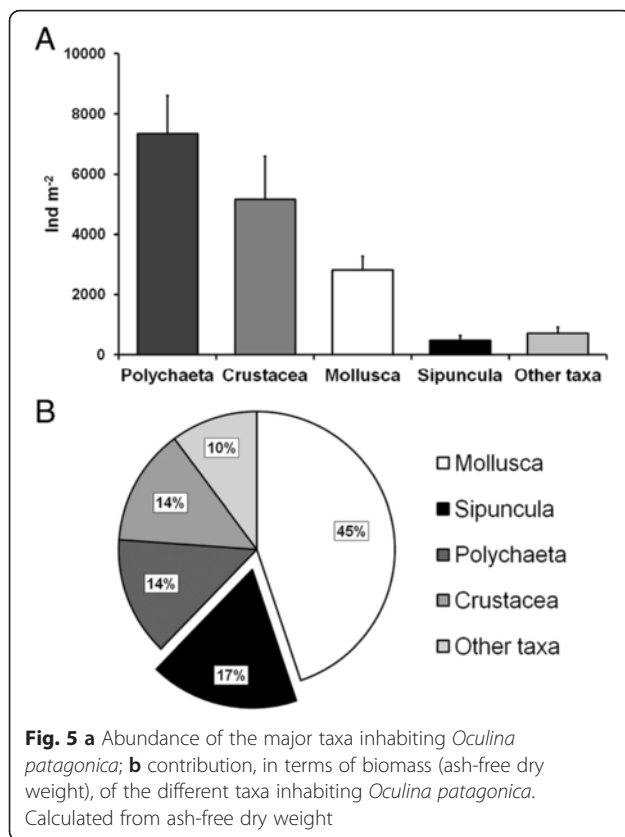 A
10000
8000
6000
4000
2000
0
Ind m-2
Polychaeta Crustacea Mollusca Sipuncula Other taxa
B
10%
14%
45%
14%
17%
Mollusca
Sipuncula
Polychaeta
Crustacea
Other taxa
Fig. 5 a Abundance of the major taxa inhabiting Oculina
patagonica; b contribution, in terms of biomass (ash-free dry
weight), of the different taxa inhabiting Oculina patagonica.
Calculated from ash-free dry weight